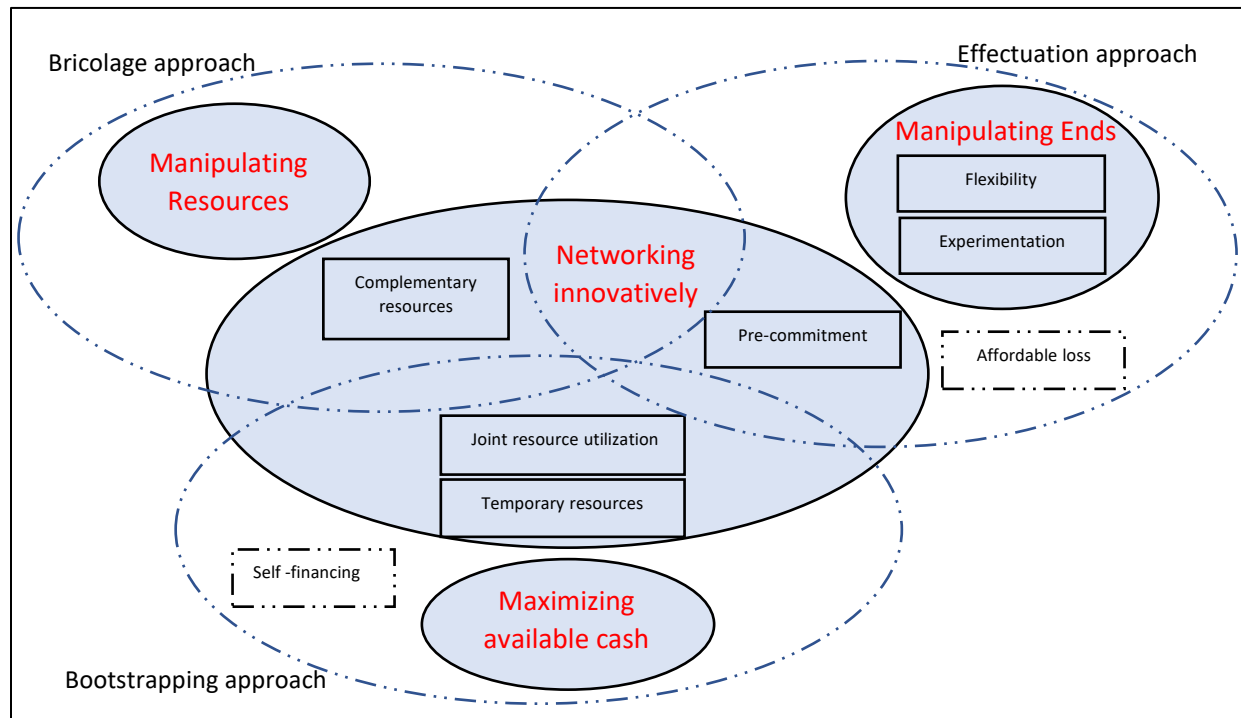 Bricolage approach
Effectuation approach
Manipulating
Resources
Manipulating Ends
Flexibility
Experimentation
Networking
innovatively
Complementary
resources
Pre-commitment
Affordable loss
Joint resource utilization
Temporary resources
Self -financing
Maximizing
available cash
Bootstrapping approach